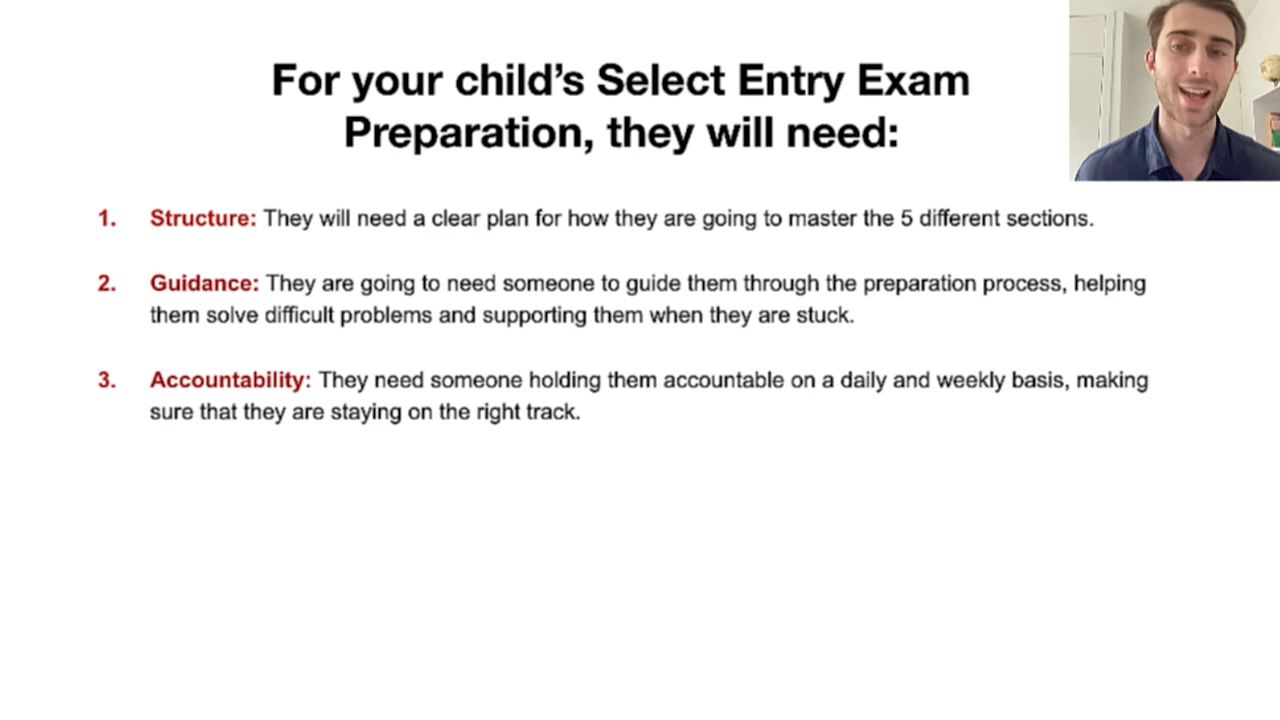 For your child’s Select Entry Exam
Preparation, they will need:
1. Structure: They will need a clear plan for how they are going to master the 5 different sections.
2. Guidance: They are going to need someone to guide them through the preparation process, helping
them solve difficult problems and supporting them when they are stuck.
3. Accountability: They need someone holding them accountable on a daily and weekly basis, making
sure that they are staying on the right track.